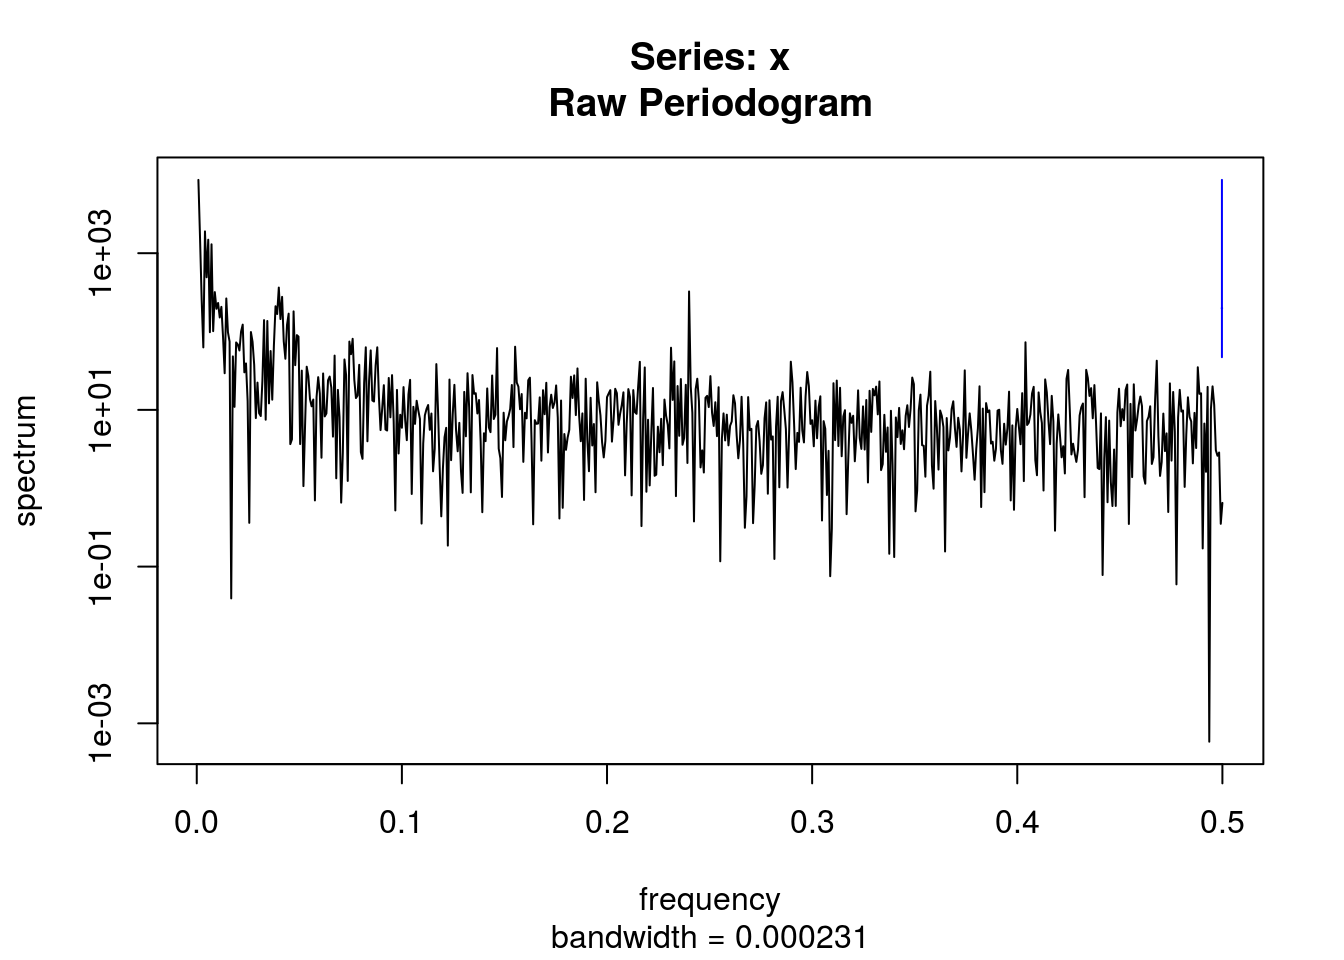 Series: x
Raw Periodogram
spectrum
1e+03
1e+01
1e-01
1e-03
0.0 0.1 0.2 0.3 0.4 0.5
frequency
bandwidth = 0.000231